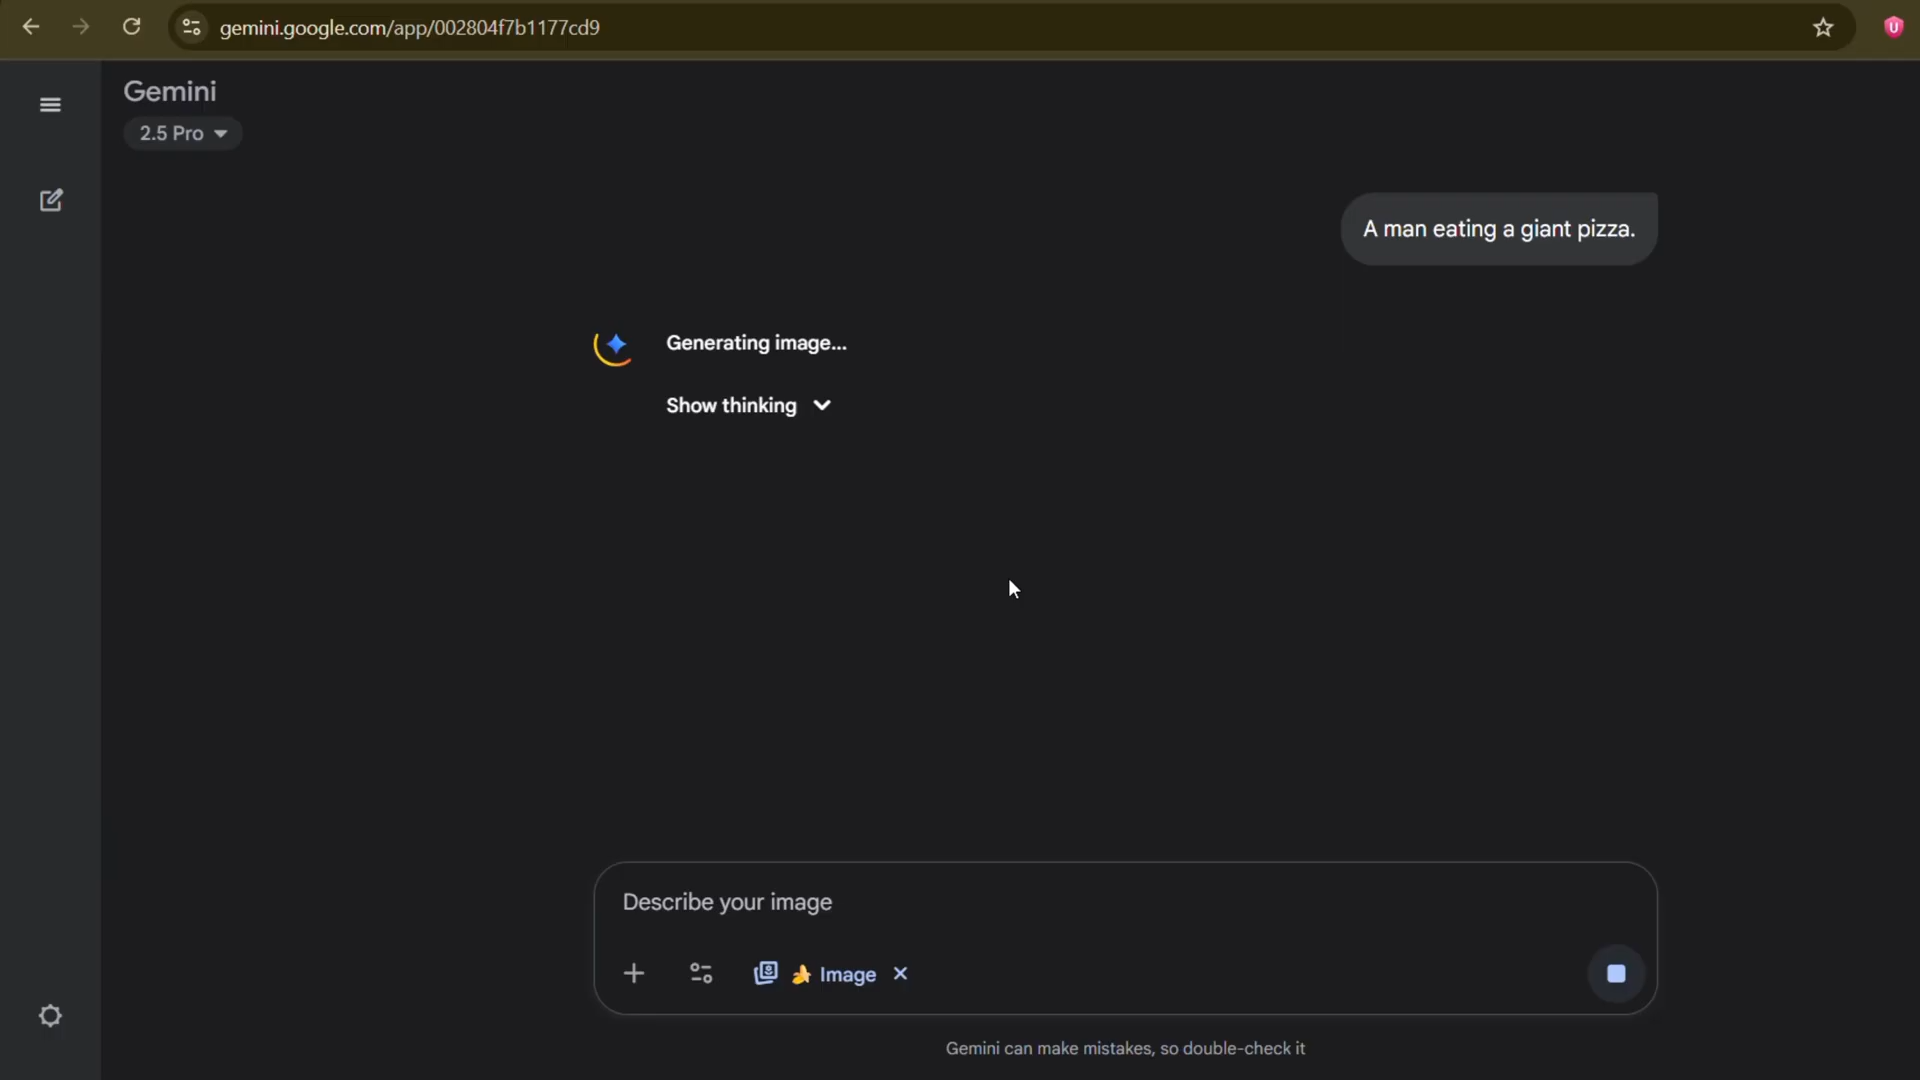 gemini.google.com/app/002804f7b1177cd9
Gemini
2.5 Pro
A man eating a giant pizza.
Generating image...
Show thinking
Describe your image
Image
Gemini can make mistakes, so double-check it